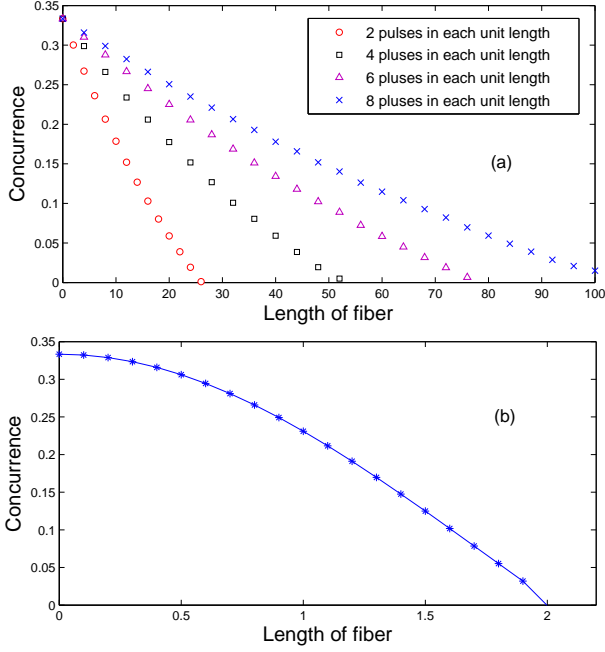 0.35
0.3
0.25
0.2
0.15
0.1
0.05
0
Concurrence
2 pulses in each unit length
4 pluses in each unit length
6 pluses in each unit length
8 pluses in each unit length
(a)
0 10 20 30 40 50 60 70 80 90 100
Length of fiber
0.35
0.3
0.25
0.2
0.15
0.1
0.05
0
Concurrence
(b)
0 0.5 1 1.5 2
Length of fiber